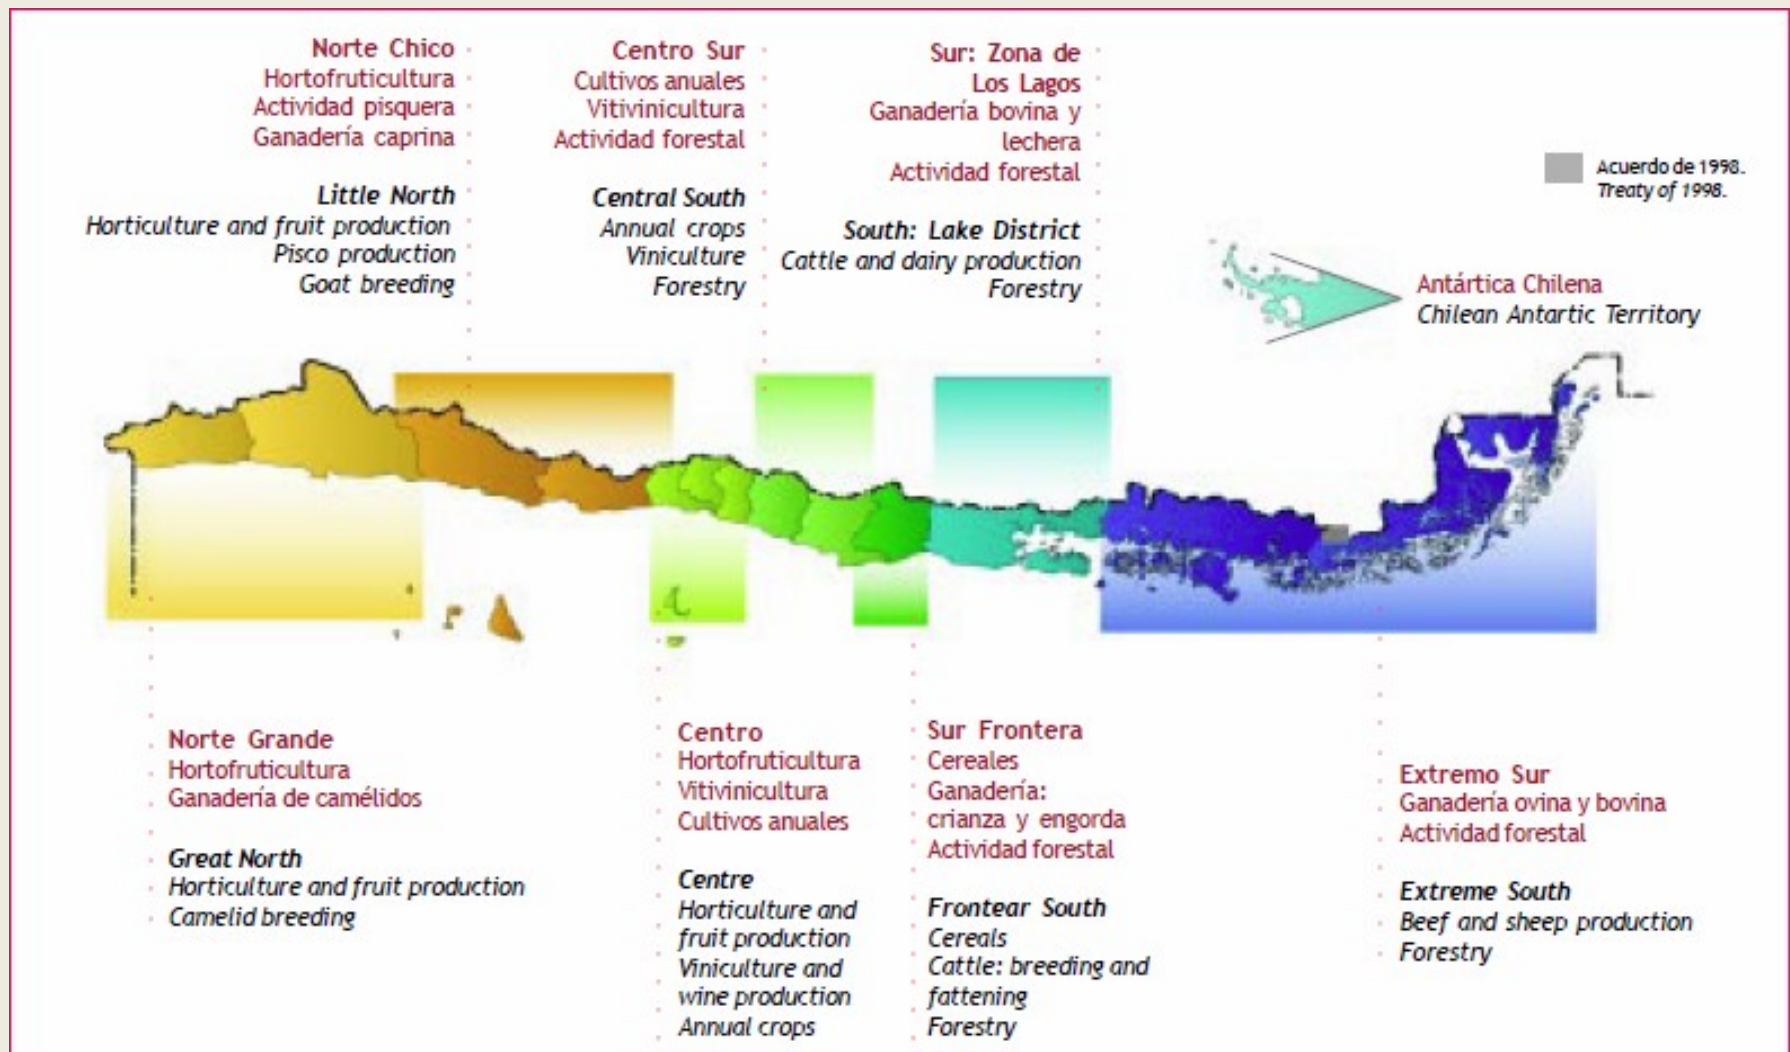 Norte Chico
Hortofruticultura
Actividad pisquera
Ganadería caprina
Little North
Horticulture and fruit production
Pisco production
Goat breeding
Centro Sur
Cultivos anuales
Vitivinicultura
Actividad forestal
Central South
Annual crops
Viniculture
Forestry
Sur: Zona de
Los Lagos
Ganadería bovina y
lechera
Actividad forestal
South: Lake District
Cattle and dairy production
Forestry
Acuerdo de 1998.
Treaty of 1998.
Antártica Chilena
Chilean Antartic Territory
Norte Grande
Hortofruticultura
Ganadería de camélidos
Great North
Horticulture and fruit production
Camelid breeding
Centro
Hortofruticultura
Vitivinicultura
Cultivos anuales
Centre
Horticulture and
fruit production
Viniculture and
wine production
Annual crops
Sur Frontera
Cereales
Ganadería:
crianza y engorda
Actividad forestal
Frontear South
Cereals
Cattle: breeding and
fattening
Forestry
Extremo Sur
Ganadería ovina y bovina
Actividad forestal
Extreme South
Beef and sheep production
Forestry